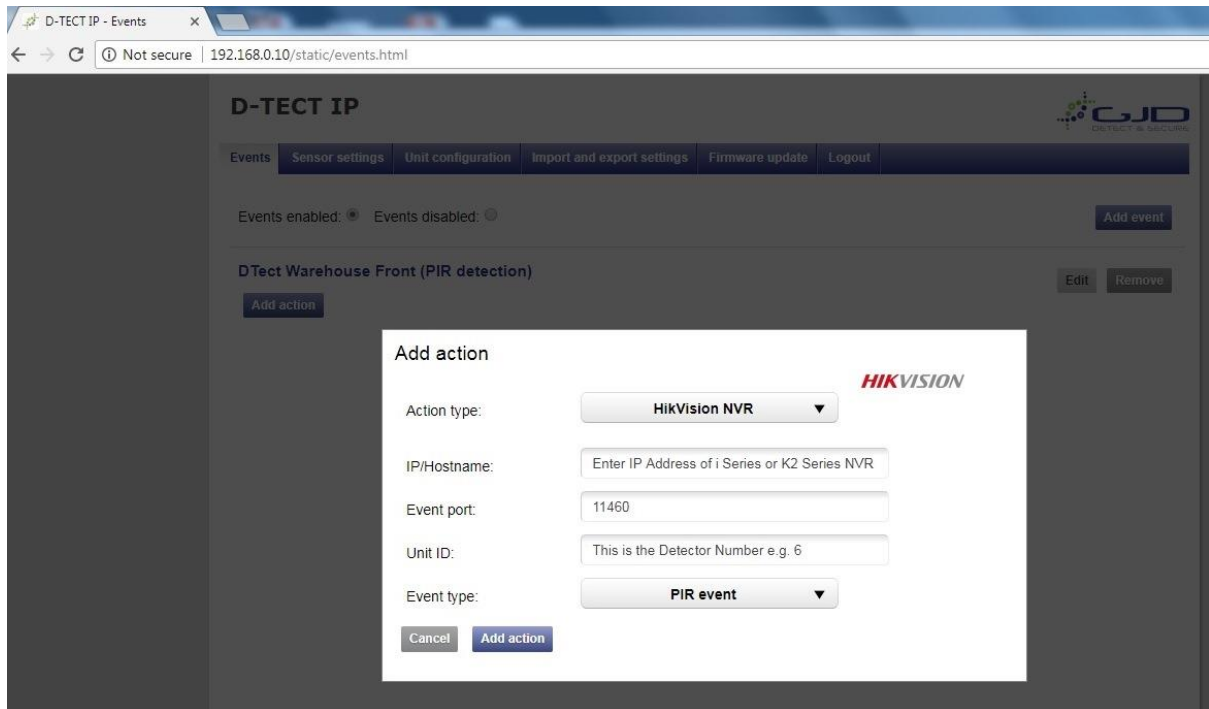 D-TECT IP - Events
Not secure | 192.168.0.10/static/events.html
D-TECT IP
GJD
DETECT & SECURE
Events Sensor settings Unit configuration Import and export settings Firmware update Logout
Events enabled: Events disabled: Add event
DTect Warehouse Front (PIR detection) Edit Remove
Add action
Add action
HIKVISION
Action type: HikVision NVR
IP/Hostname: Enter IP Address of i Series or K2 Series NVR
Event port: 11460
Unit ID: This is the Detector Number e.g. 6
Event type: PIR event
Cancel Add action